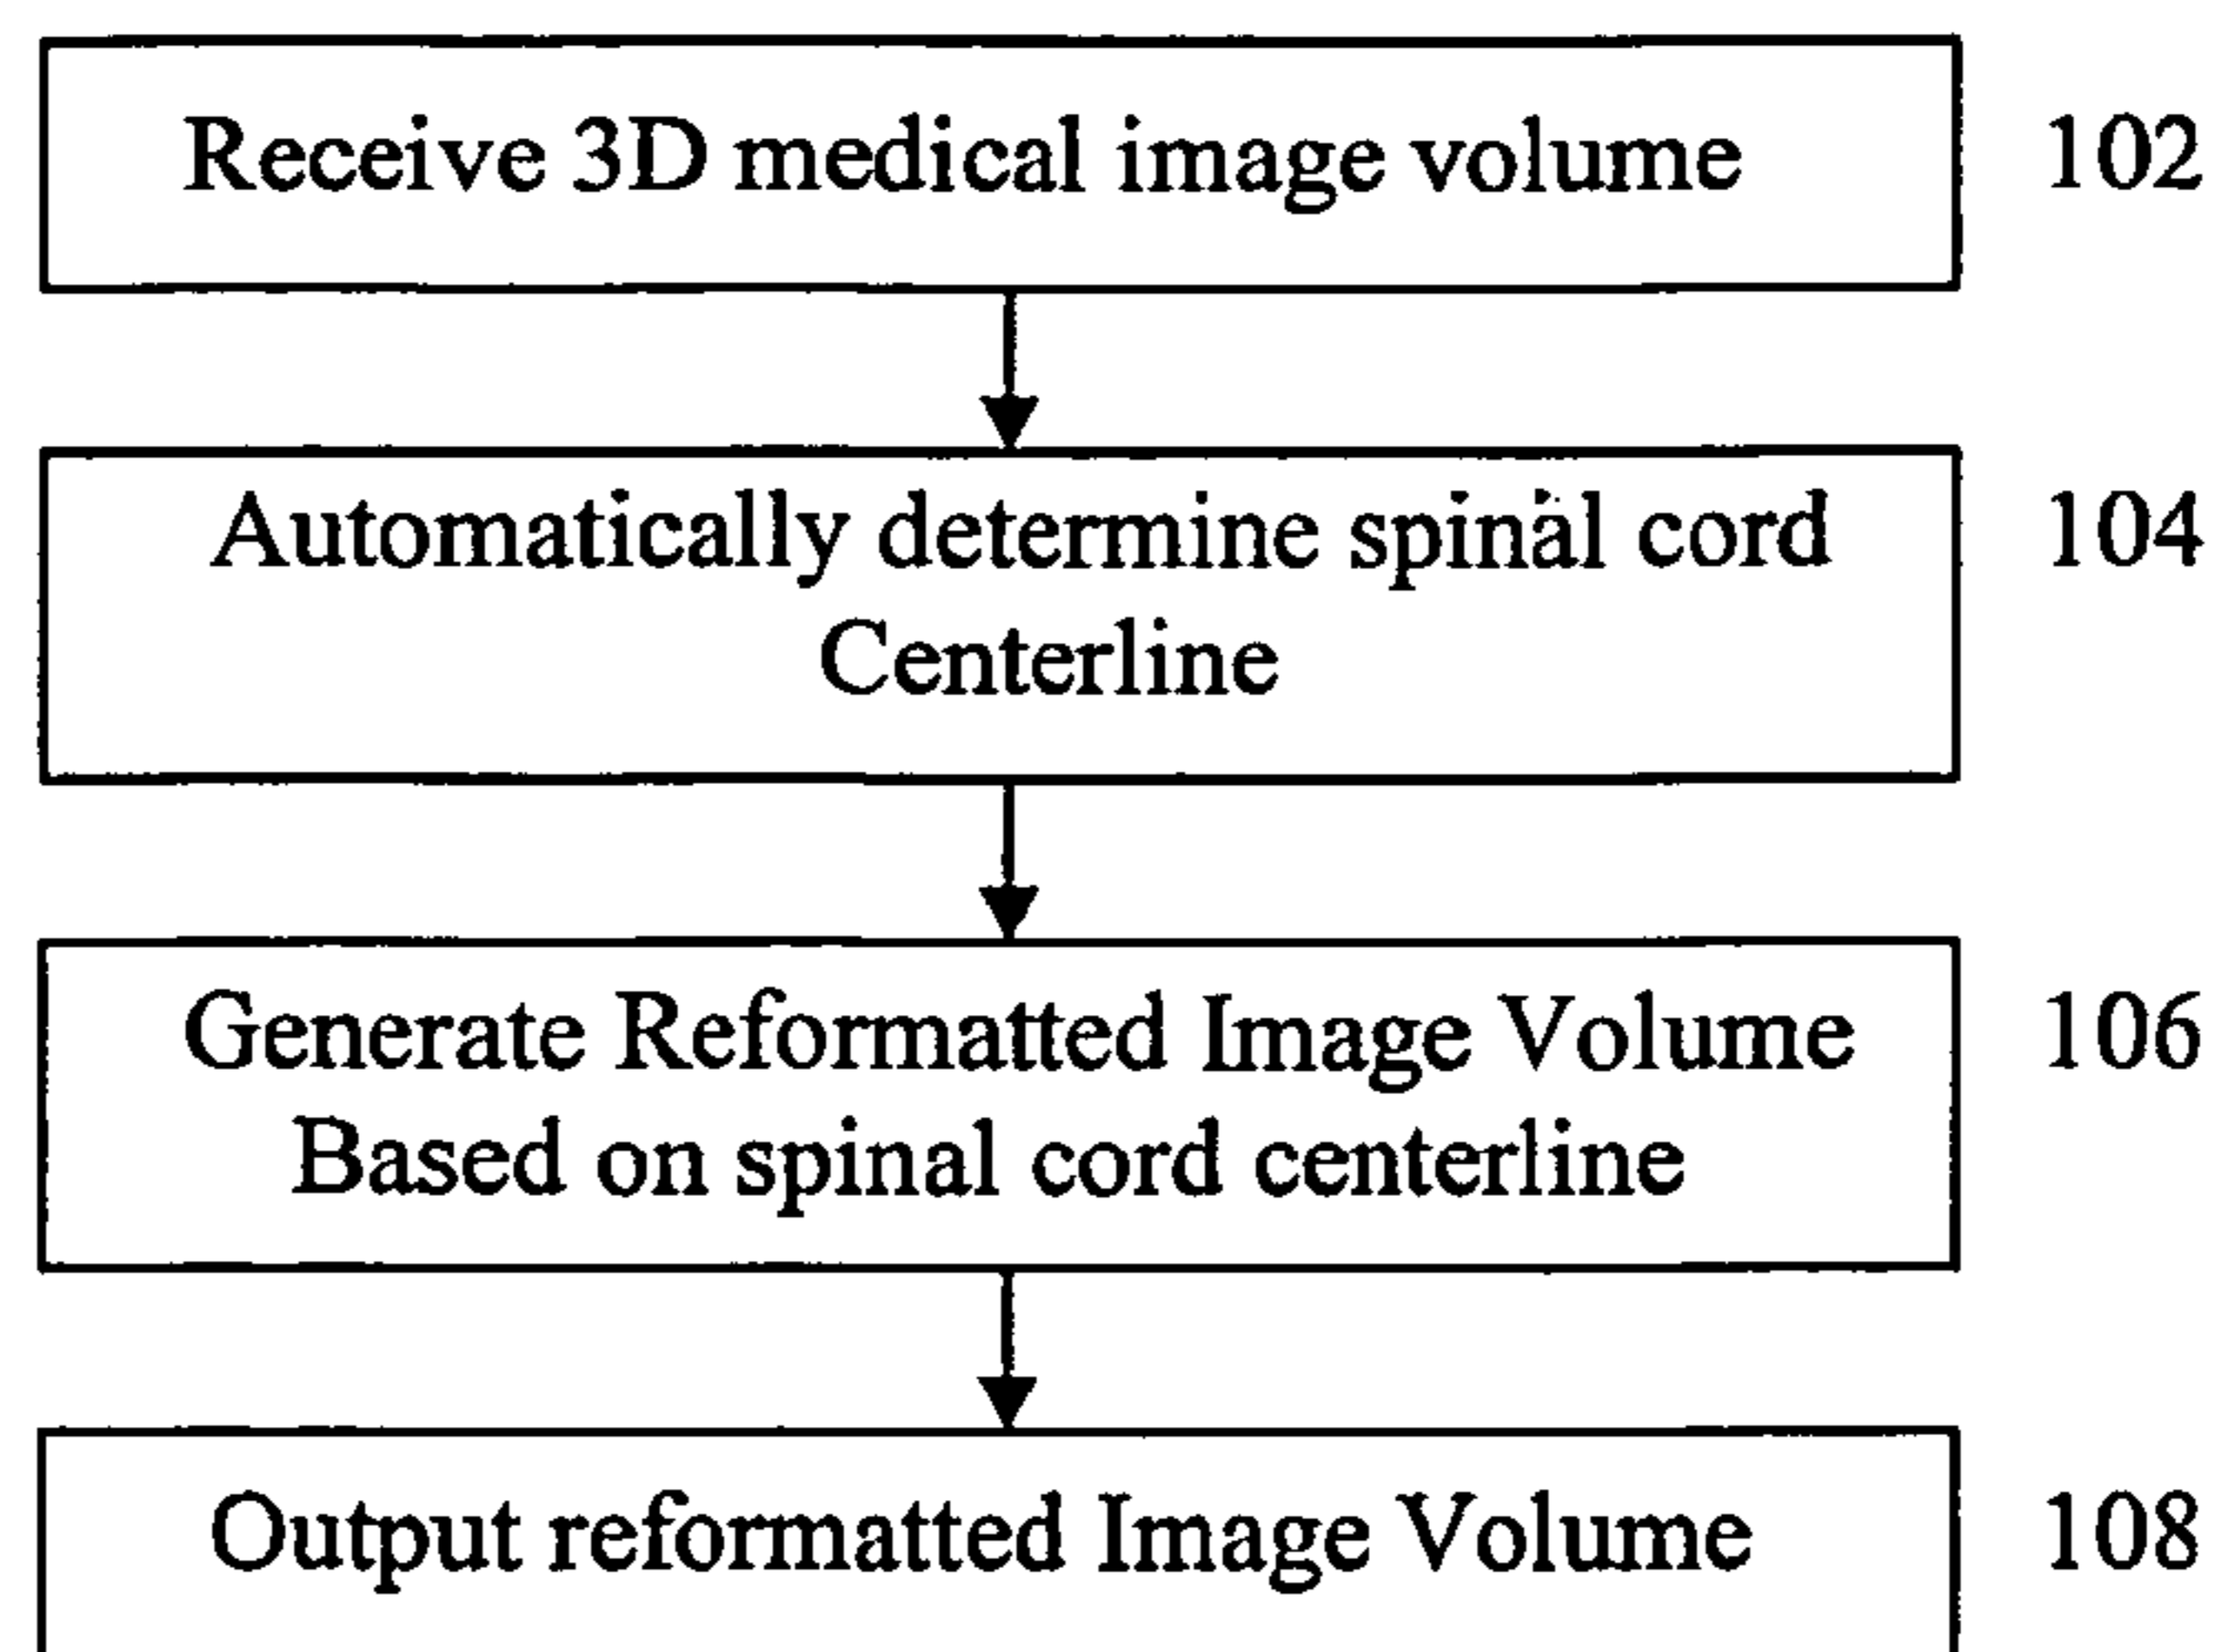 Receive 3D medical image volume 102
Automatically determine spinal cord 104
Centerline
Generate Reformatted Image Volume 106
Based on spinal cord centerline
Output reformatted Image Volume 108